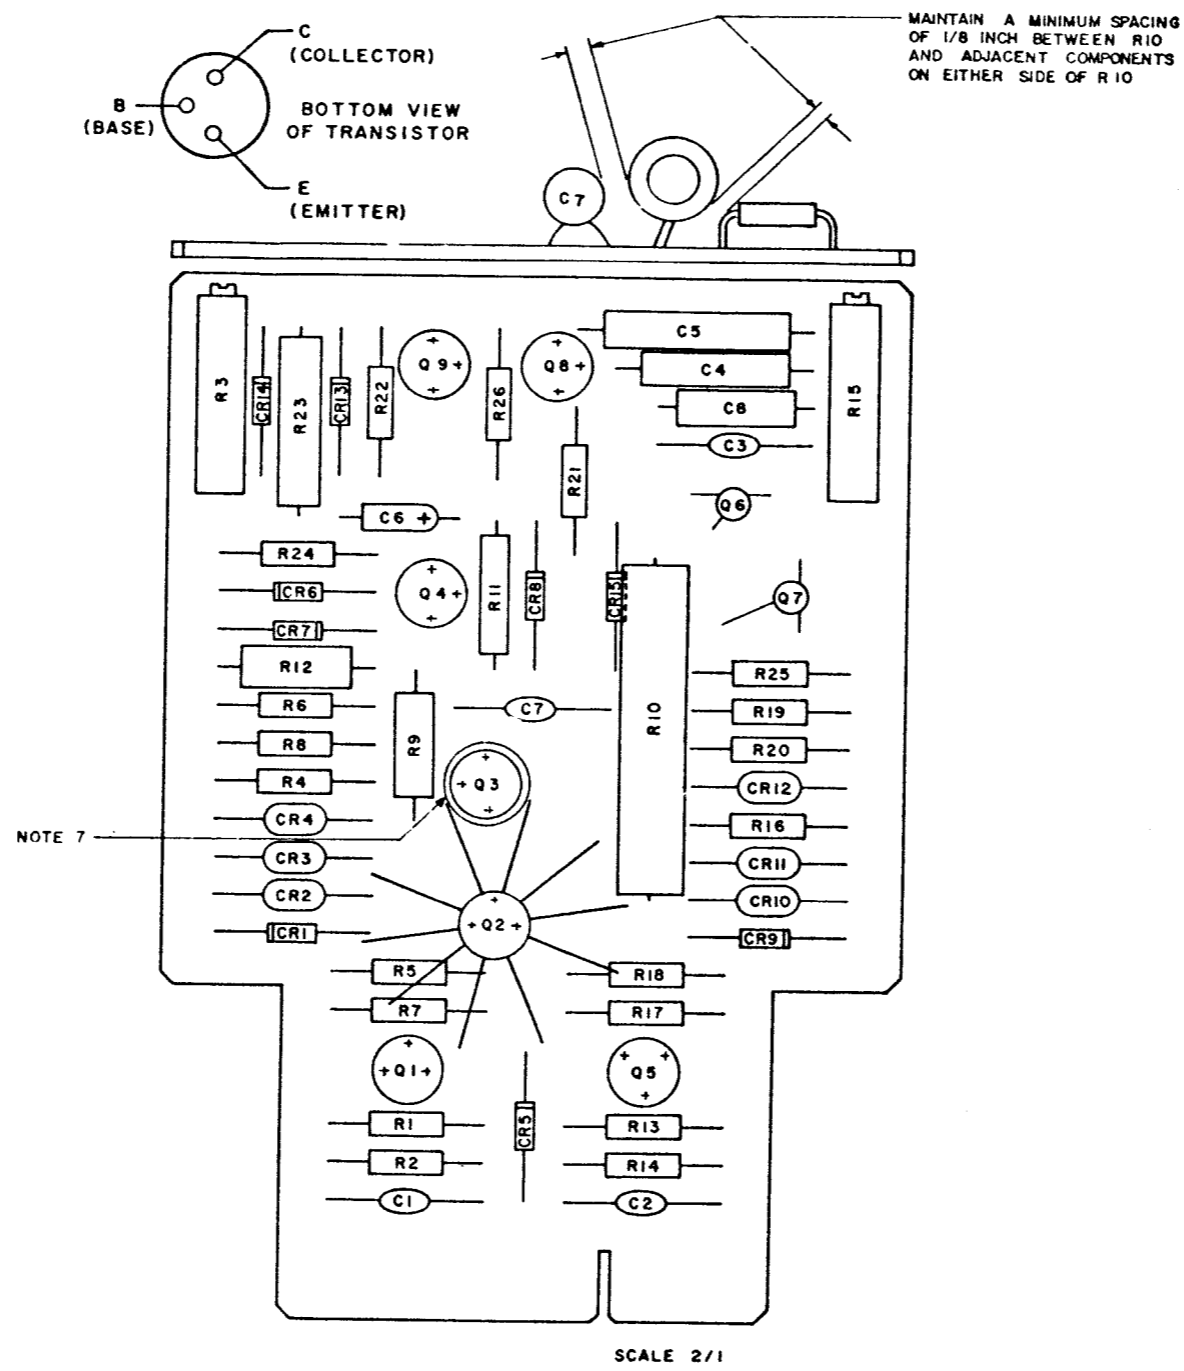 C
(COLLECTOR)
B
(BASE)
BOTTOM VIEW
OF TRANSISTOR
E
(EMITTER)
MAINTAIN A MINIMUM SPACING
OF 1/8 INCH BETWEEN R10
AND ADJACENT COMPONENTS
ON EITHER SIDE OF R10
C7
R3
CR14
R23
CR13
R22
Q9
R26
Q8
C5
C4
C8
C3
R15
R21
Q6
C6 +
R24
CR6
CR7
R12
Q4
R11
CR8
CR15
Q7
R6
R8
R4
R9
C7
R10
R25
R19
R20
Q3
CR12
NOTE 7
CR4
CR3
CR2
CR1
R16
CR11
CR10
CR9
Q2
R5
R7
R18
R17
Q1
Q5
R1
R2
C1
CR5
R13
R14
C2
SCALE 2/1